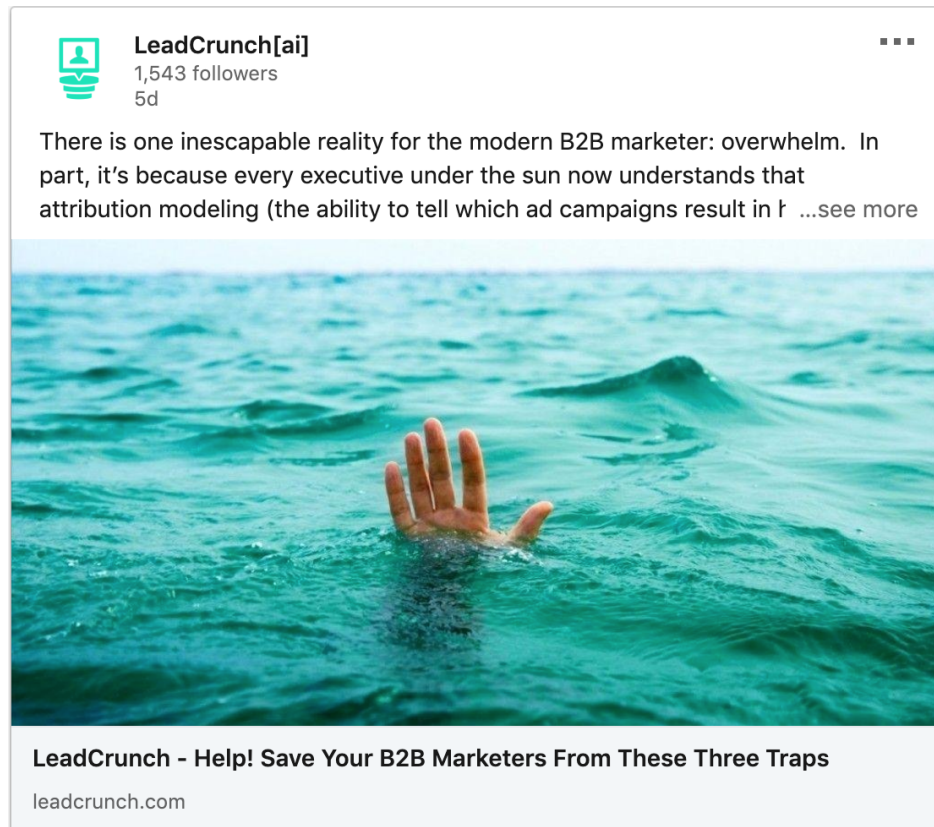 LeadCrunch[ai]
1,543 followers
5d
There is one inescapable reality for the modern B2B marketer: overwhelm.  In
part, it’s because every executive under the sun now understands that
attribution modeling (the ability to tell which ad campaigns result in ...see more
LeadCrunch - Help! Save Your B2B Marketers From These Three Traps
leadcrunch.com